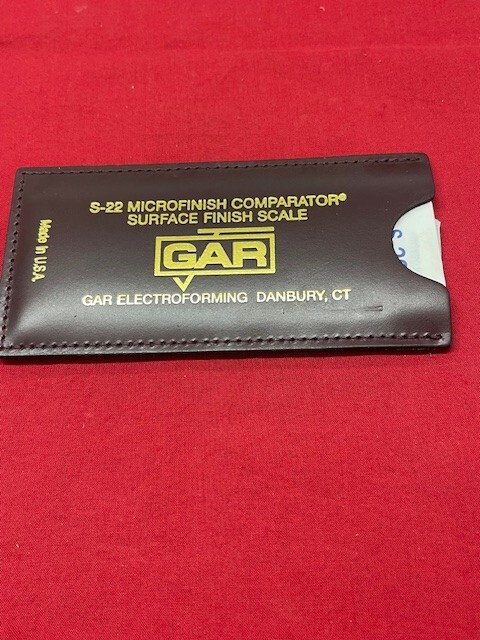 S-22 MICROFINISH COMPARATOR®
SURFACE FINISH SCALE
GAR
GAR ELECTROFORMING DANBURY, CT
Made in U.S.A.